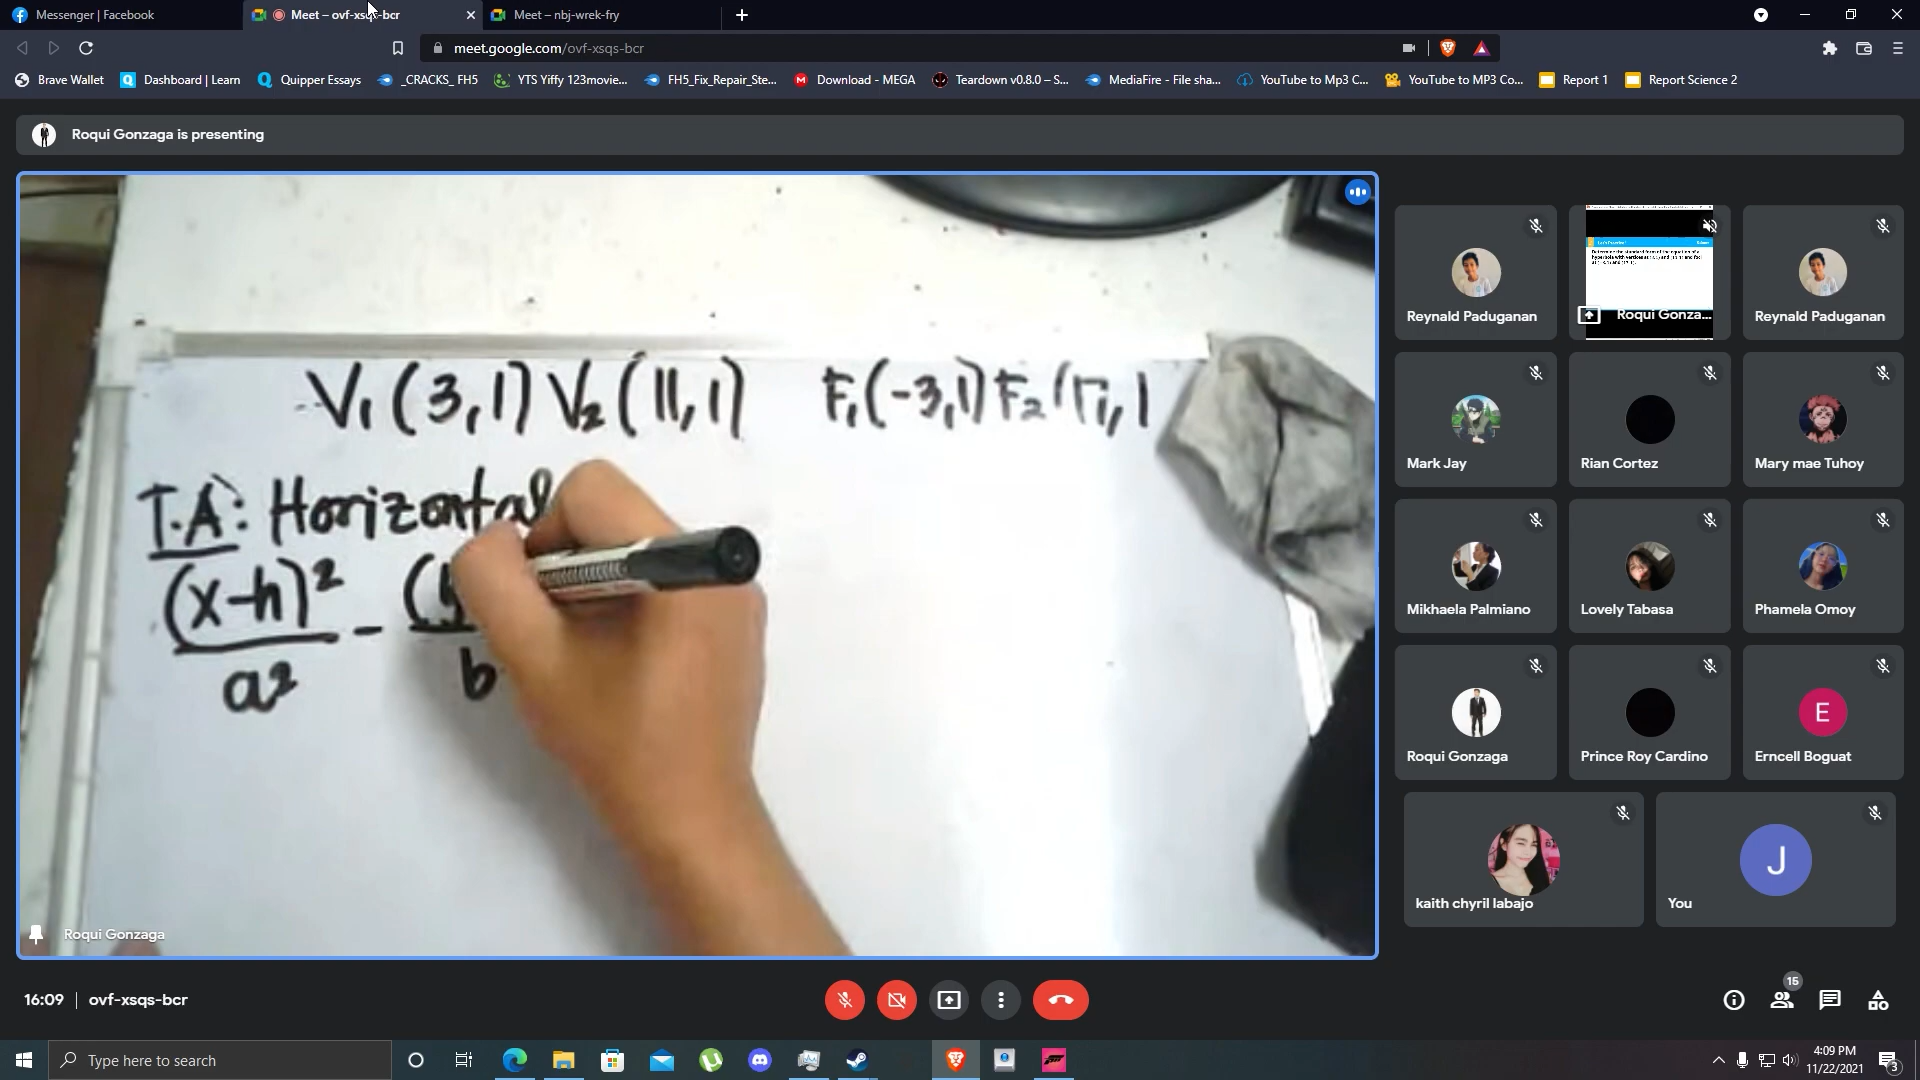 Messenger | Facebook
Meet – ovf-xsqs-bcr
Meet – nbj-wrek-fry
meet.google.com/ovf-xsqs-bcr
Brave Wallet
Dashboard | Learn
Quipper Essays
_CRACKS_ FH5
YTS Yiffy 123movie...
FH5_Fix_Repair_Ste...
Download - MEGA
Teardown v0.8.0 – S...
MediaFire - File sha...
YouTube to Mp3 C...
YouTube to MP3 Co...
Report 1
Report Science 2
Roqui Gonzaga is presenting
V₁(3,1) V₂(11,1) F₁(-3,1) F₂(17,1
T.A: Horizontal
(x-h)² - (y
a² b
Roqui Gonzaga
Reynald Paduganan
Roqui Gonza...
Reynald Paduganan
Mark Jay
Rian Cortez
Mary mae Tuhoy
Mikhaela Palmiano
Lovely Tabasa
Phamela Omoy
Roqui Gonzaga
Prince Roy Cardino
E
Erncell Boguat
kaith chyril labajo
J
You
16:09 | ovf-xsqs-bcr
15
Type here to search
4:09 PM
11/22/2021
3